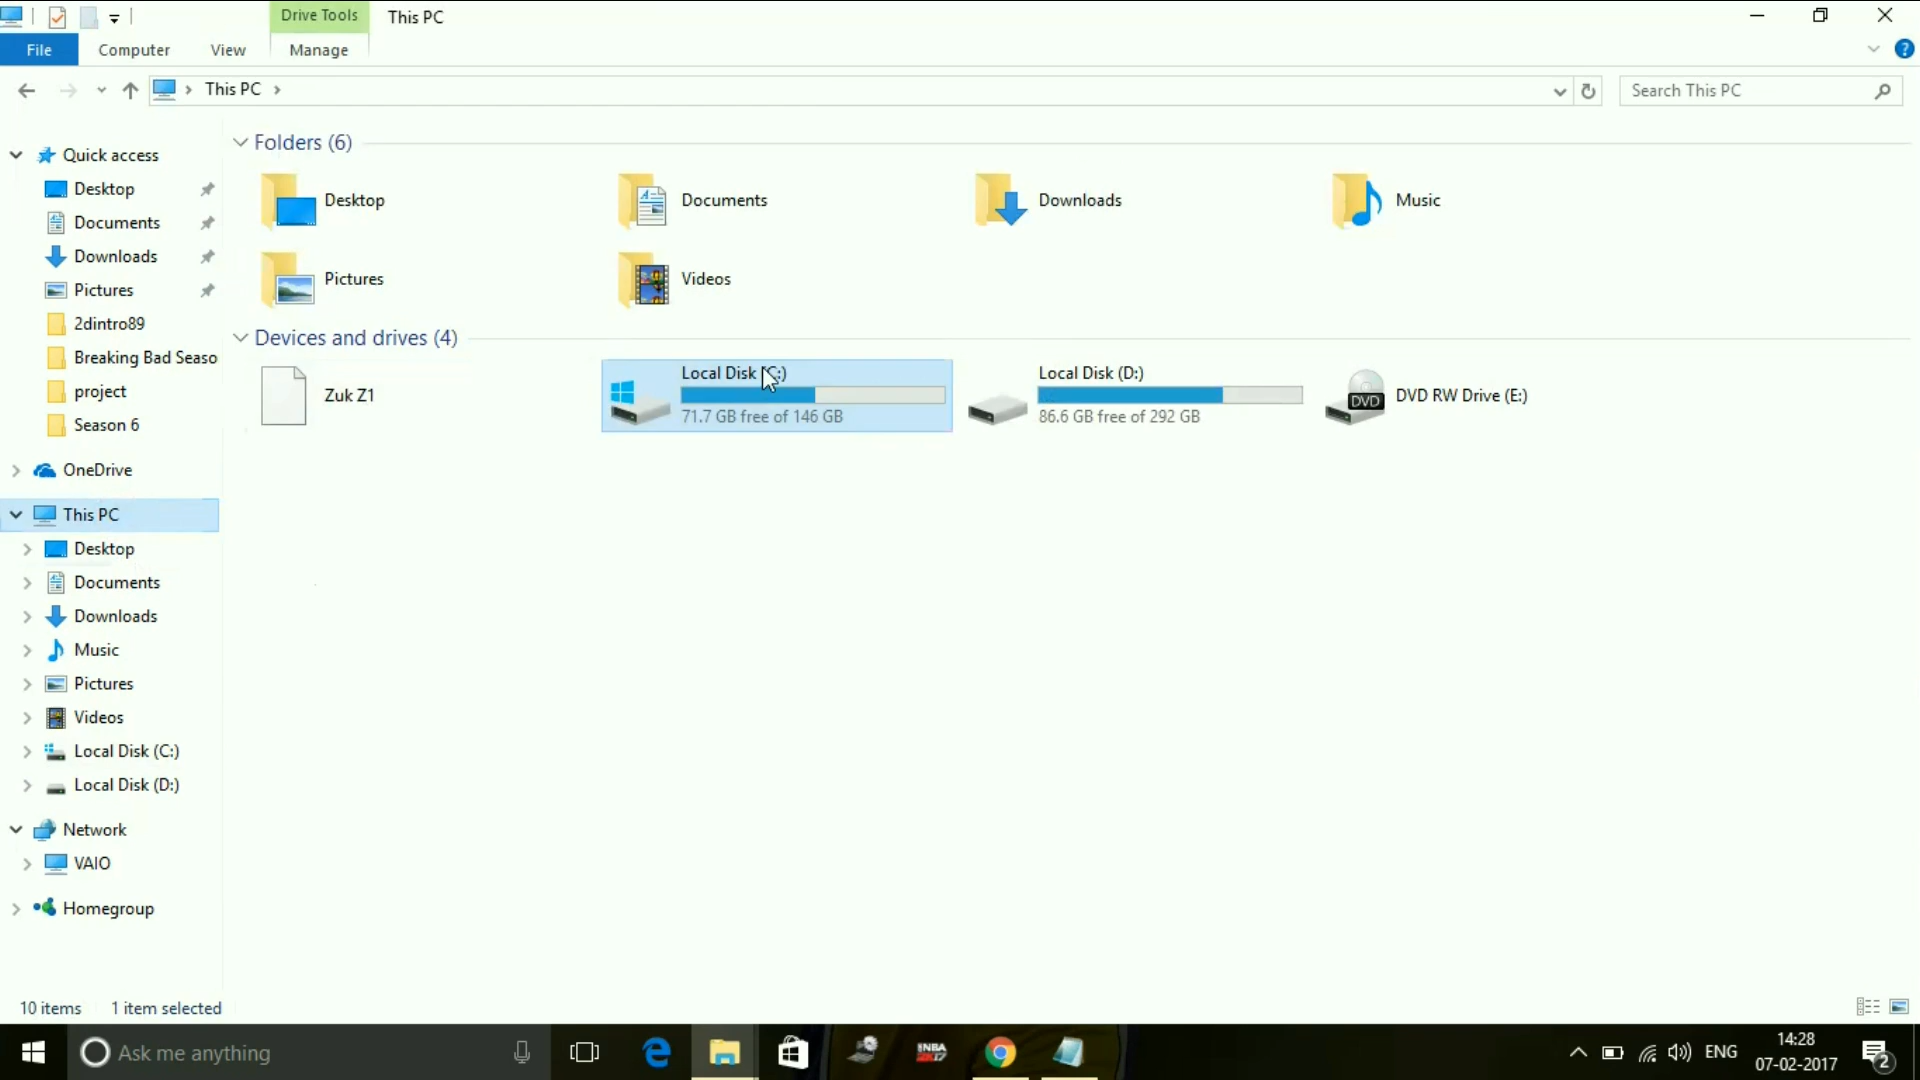 Drive Tools
This PC
File
Computer
View
Manage
?
This PC
Search This PC
Quick access
Desktop
Documents
Downloads
Pictures
2dintro89
Breaking Bad Seaso
project
Season 6
OneDrive
This PC
Desktop
Documents
Downloads
Music
Pictures
Videos
Local Disk (C:)
Local Disk (D:)
Network
VAIO
Homegroup
Folders (6)
Desktop
Documents
Downloads
Music
Pictures
Videos
Devices and drives (4)
Zuk Z1
Local Disk (C:)
71.7 GB free of 146 GB
Local Disk (D:)
86.6 GB free of 292 GB
DVD
DVD RW Drive (E:)
10 items
1 item selected
Ask me anything
NBA
2K17
ENG
14:28
07-02-2017
2